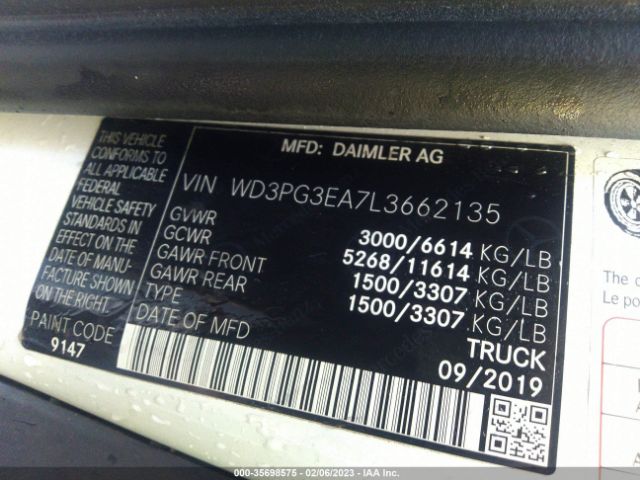 THIS VEHICLE
CONFORMS TO
ALL APPLICABLE
FEDERAL
VEHICLE SAFETY
STANDARDS IN
EFFECT ON THE
DATE OF MANU-
FACTURE SHOWN
ON THE RIGHT.
PAINT CODE
9147
MFD: DAIMLER AG
VIN WD3PG3EA7L3662135
GVWR 3000/6614 KG/LB
GCWR 5268/11614 KG/LB
GAWR FRONT 1500/3307 KG/LB
GAWR REAR 1500/3307 KG/LB
TYPE TRUCK
DATE OF MFD 09/2019
The c
Le po
000-35698575 - 02/06/2023 - IAA Inc.